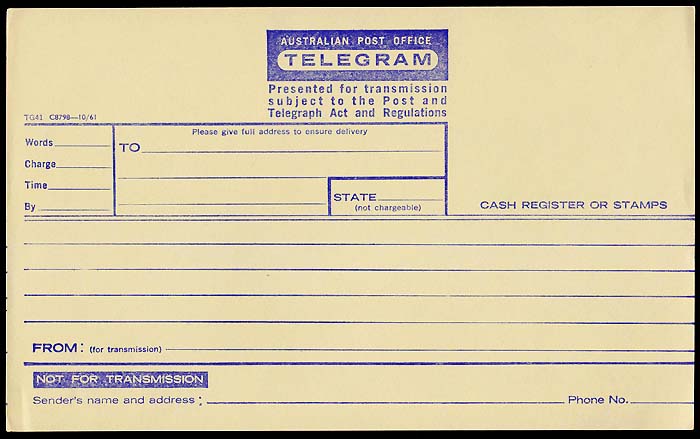 AUSTRALIAN POST OFFICE
TELEGRAM
Presented for transmission
subject to the Post and
Telegraph Act and Regulations
TG41 C8798—10/61
Words
Charge
Time
By
Please give full address to ensure delivery
TO
STATE
(not chargeable)
CASH REGISTER OR STAMPS
FROM: (for transmission)
NOT FOR TRANSMISSION
Sender's name and address: Phone No.